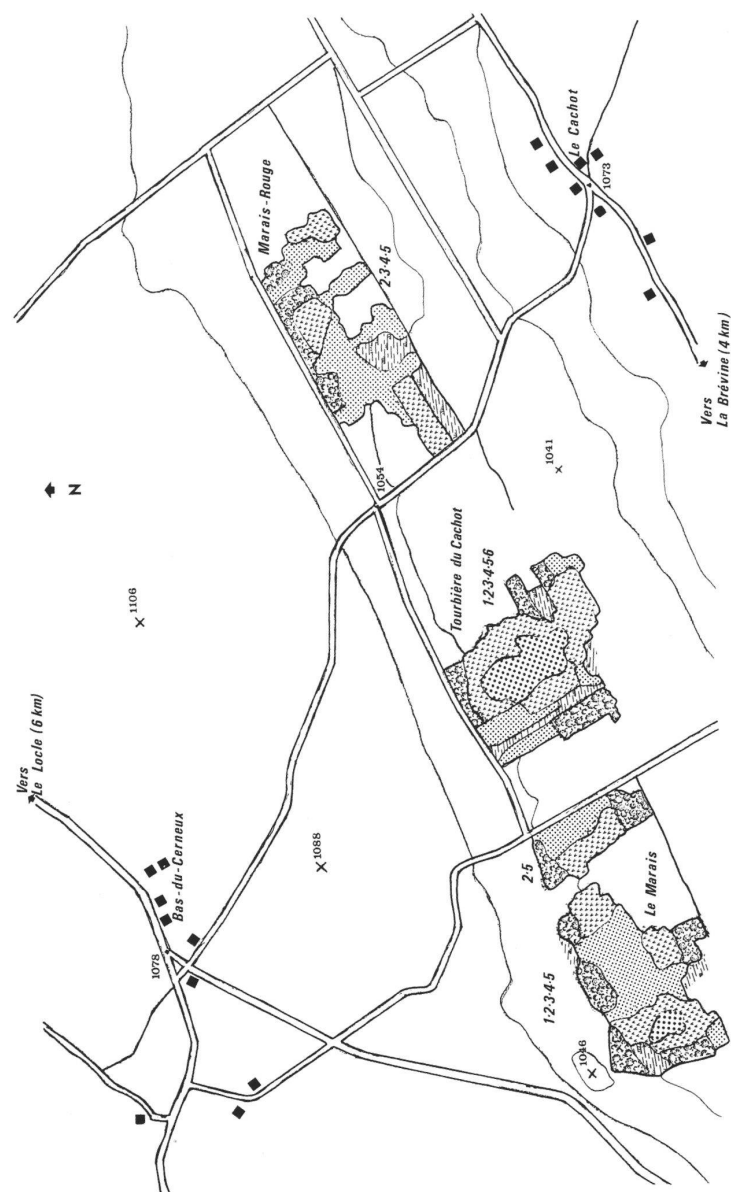 Marais-Rouge
2·3·4·5
Le Cachot
1073
Vers
La Brévine (4 km)
1054
1041
N
1106
Tourbière du Cachot
1·2·3·4·5·6
Vers
Le Locle (6 km)
Bas-du-Cerneux
1078
1088
2·5
Le Marais
1·2·3·4·5
1046